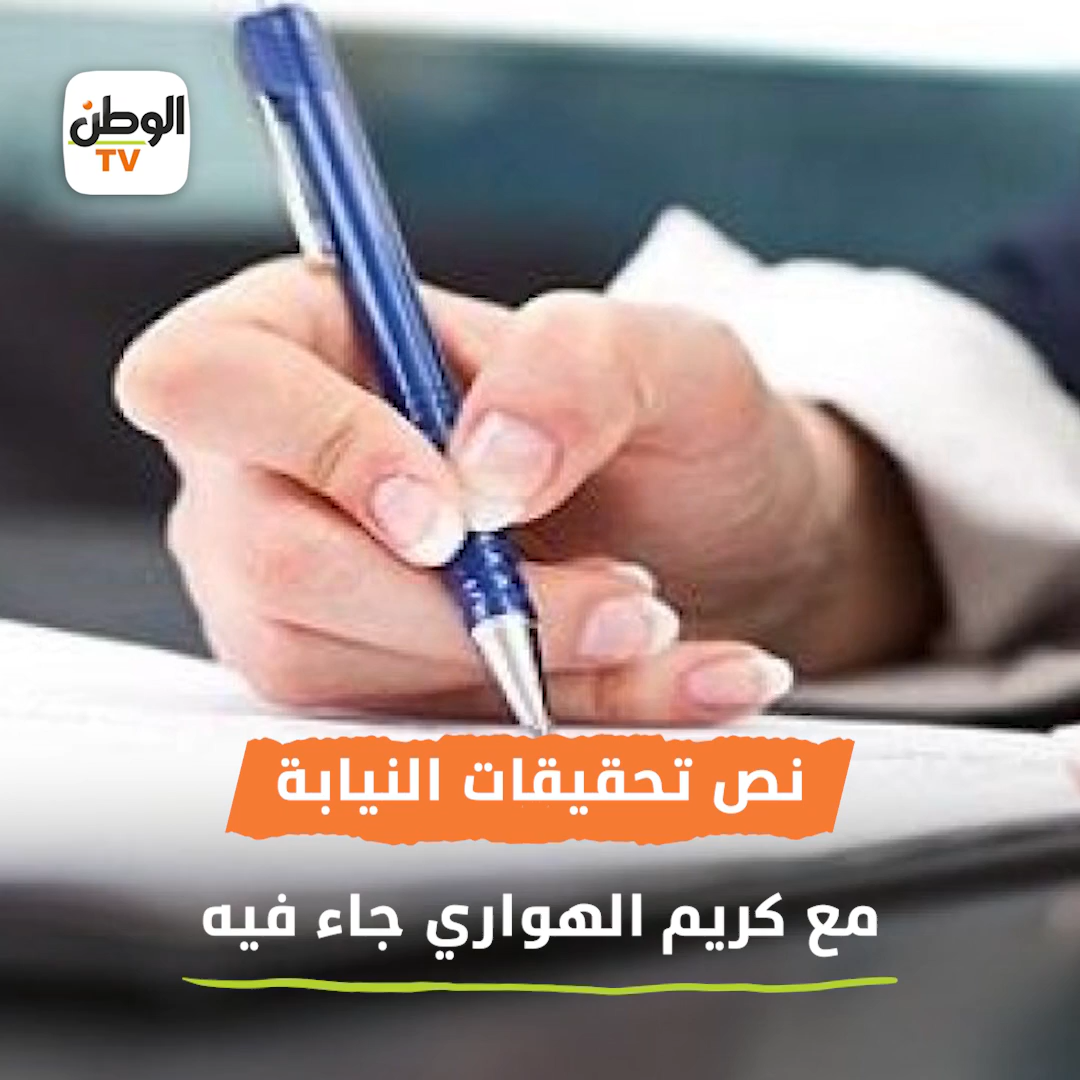 الوطن
TV
نص تحقيقات النيابة
مع كريم الهواري جاء فيه